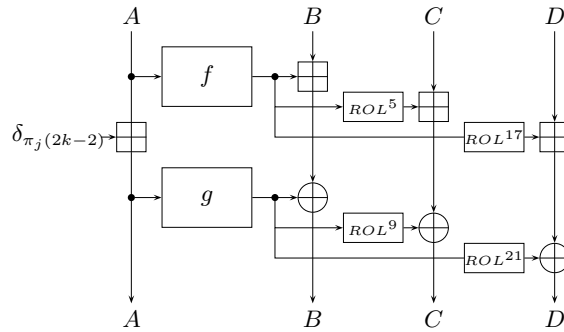 A B C D
f
ROL^5
δ_{π_j(2k−2)} ROL^17
g
ROL^9
ROL^21
A B C D